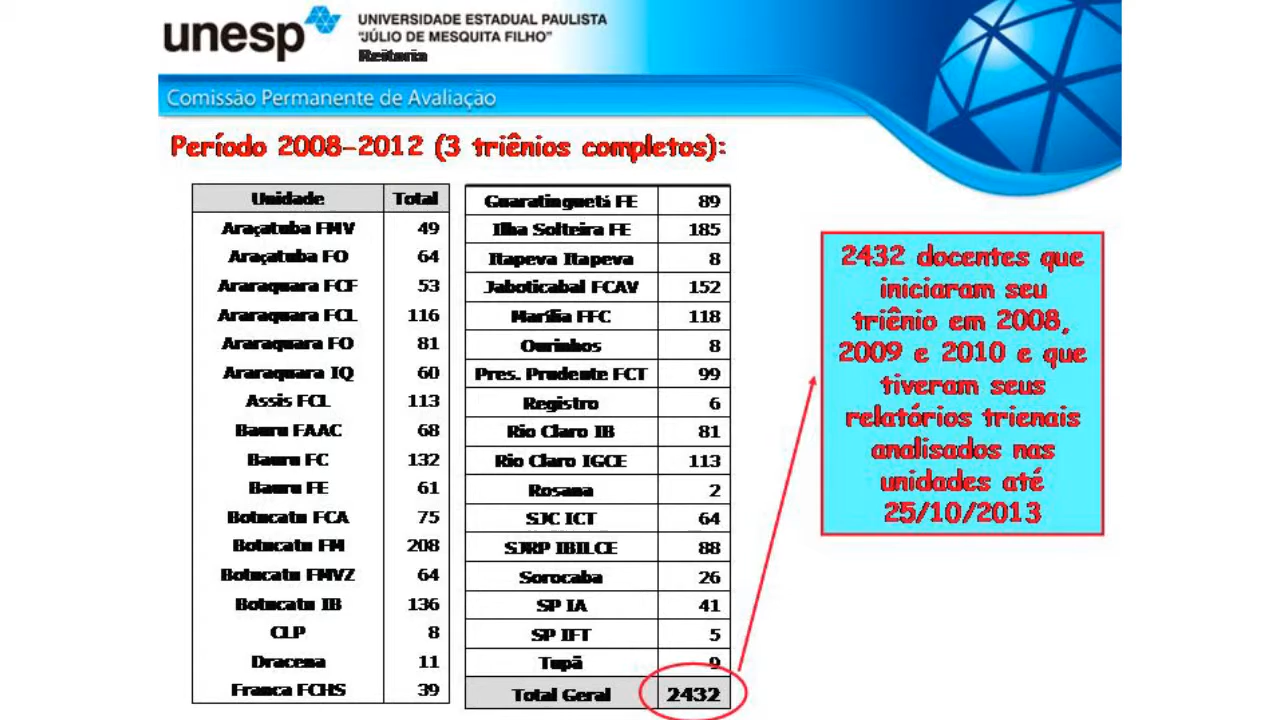 unesp
UNIVERSIDADE ESTADUAL PAULISTA
"JÚLIO DE MESQUITA FILHO"
Reitoria
Comissão Permanente de Avaliação
Período 2008-2012 (3 triênios completos):
Unidade Total
Araçatuba FMV 49
Araçatuba FO 64
Araraquara FCF 53
Araraquara FCL 116
Araraquara FO 81
Araraquara IQ 60
Assis FCL 113
Bauru FAAC 68
Bauru FC 132
Bauru FE 61
Botucatu FCA 75
Botucatu FM 208
Botucatu FMVZ 64
Botucatu IB 136
CLP 8
Dracena 11
Franca FCHS 39
Guaratinguetá FE 89
Ilha Solteira FE 185
Itapeva Itapeva 8
Jaboticabal FCAV 152
Marília FFC 118
Ourinhos 8
Pres. Prudente FCT 99
Registro 6
Rio Claro IB 81
Rio Claro IGCE 113
Rosana 2
SJC ICT 64
SJRP IBILCE 88
Sorocaba 26
SP IA 41
SP IFT 5
Tupã 9
Total Geral 2432
2432 docentes que
iniciaram seu
triênio em 2008,
2009 e 2010 e que
tiveram seus
relatórios trienais
analisados nas
unidades até
25/10/2013